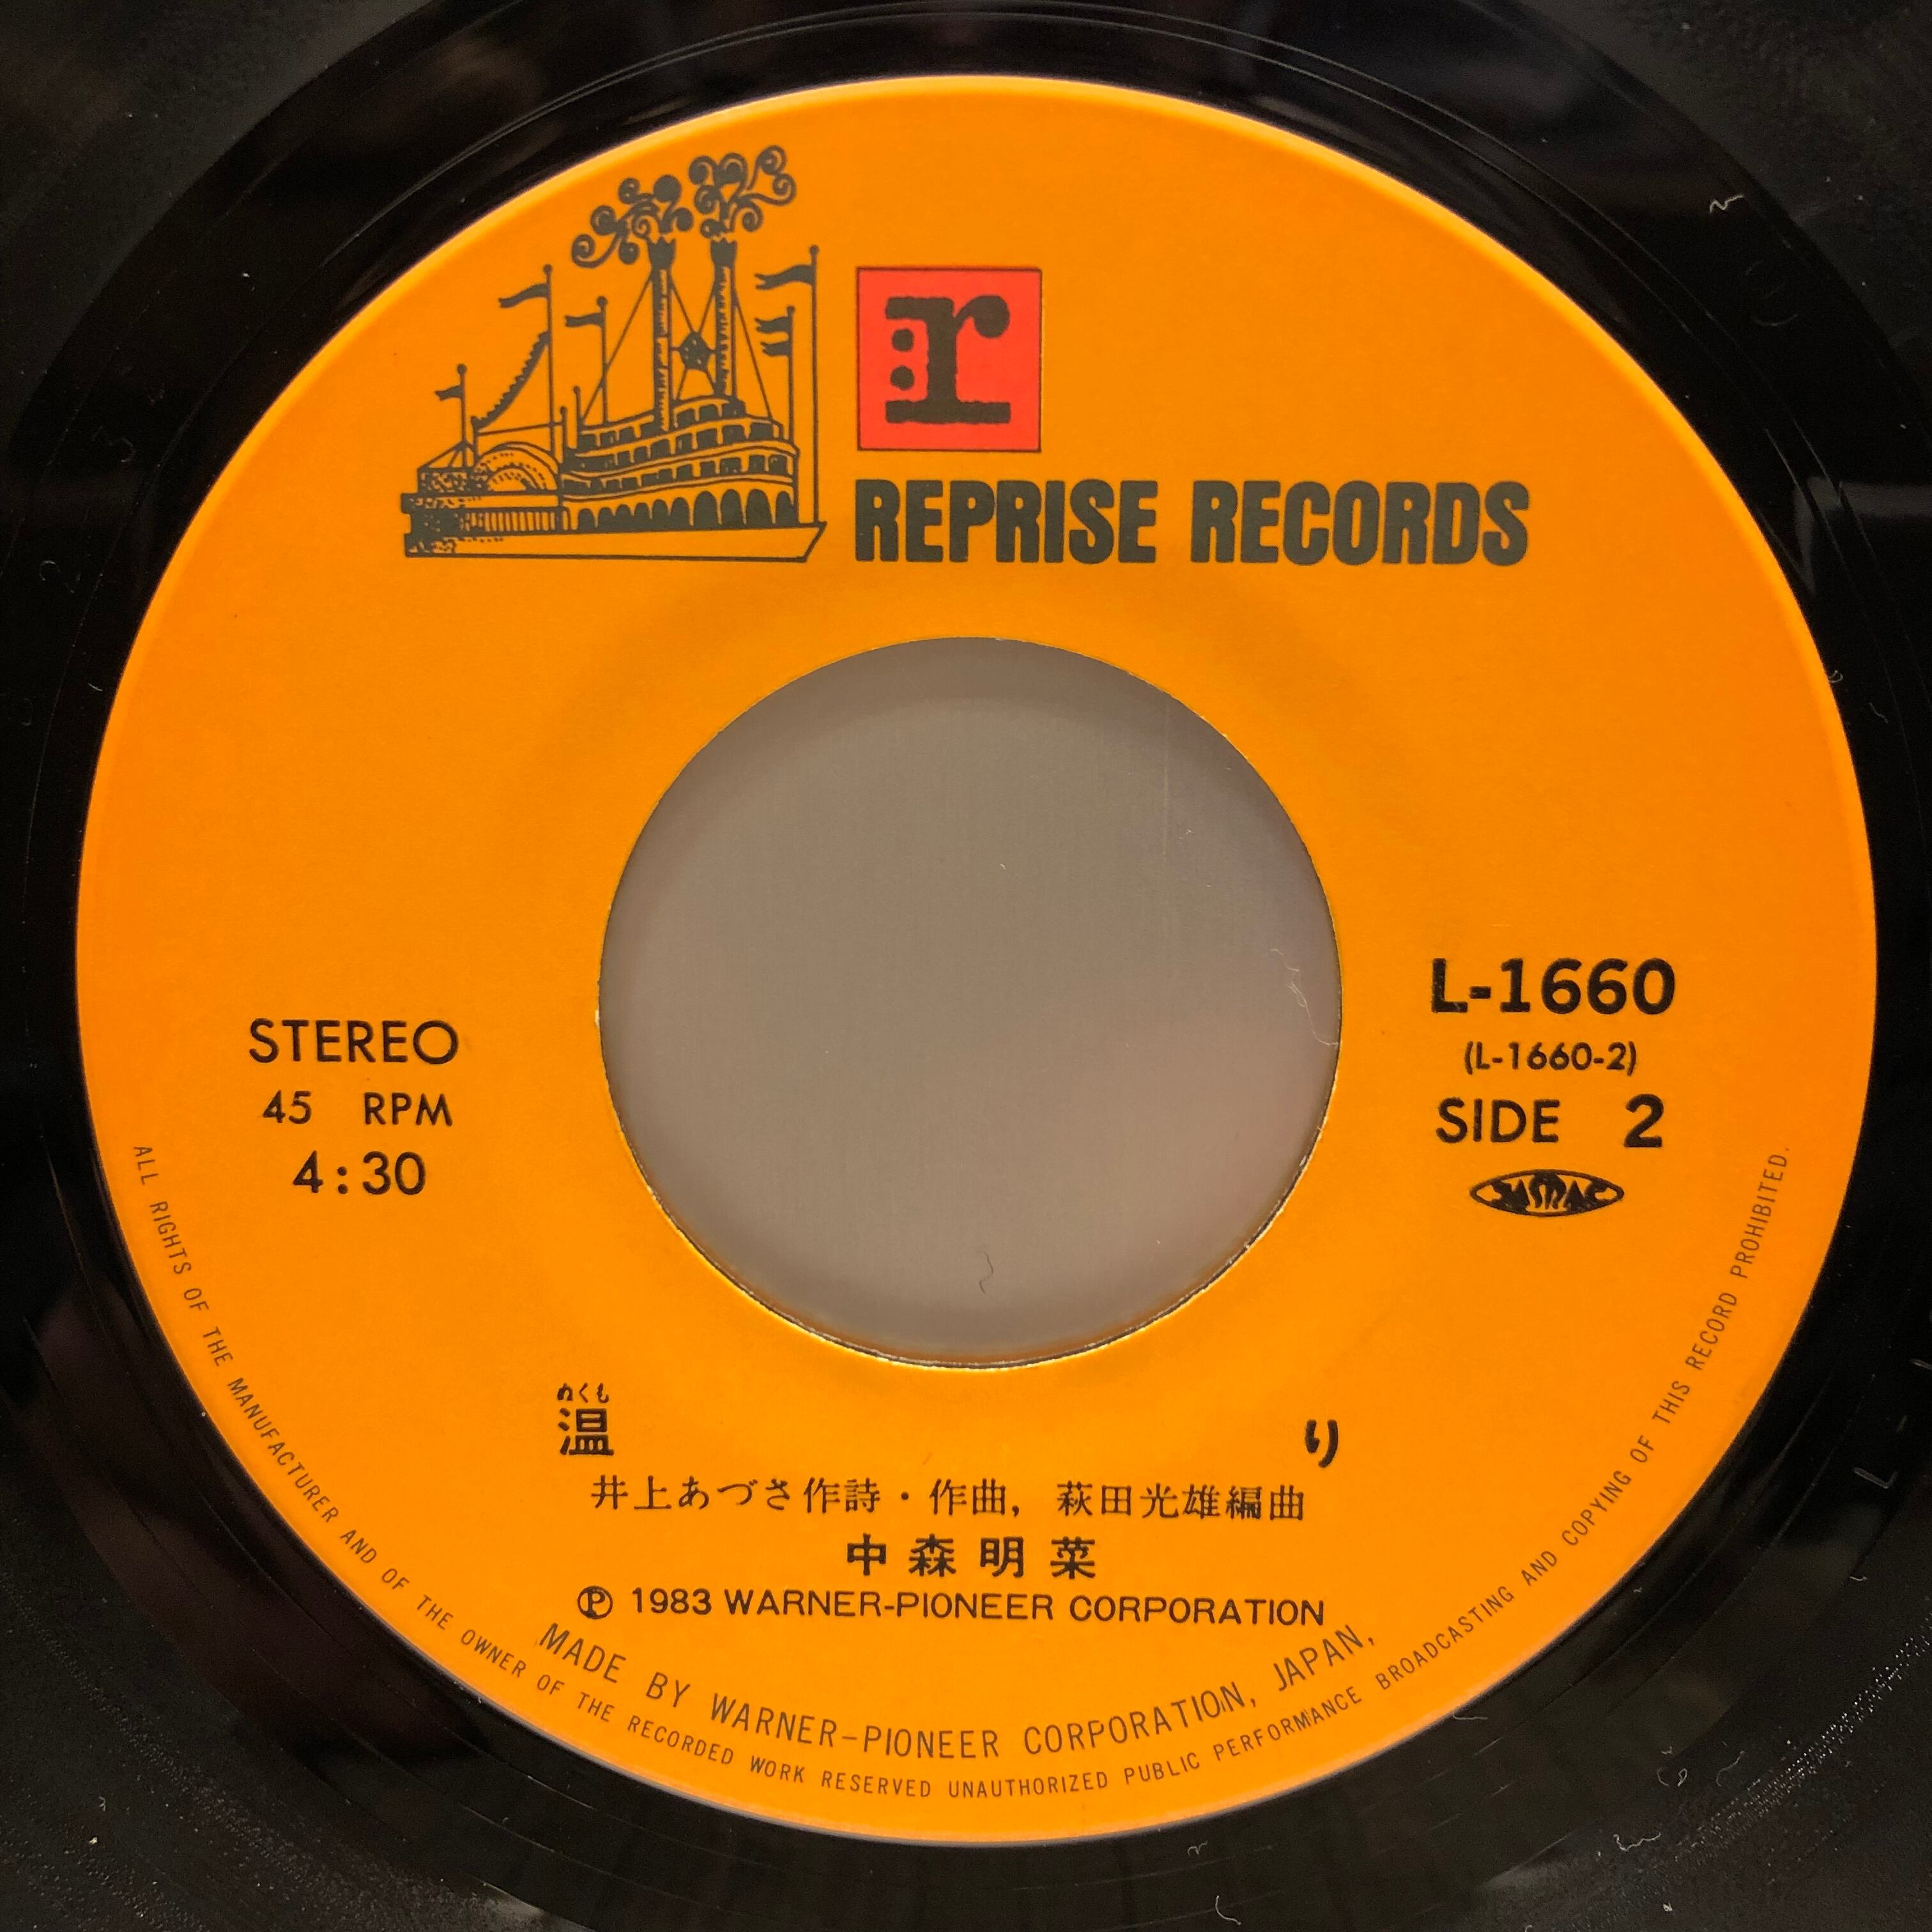 r
REPRISE RECORDS
STEREO
45 RPM
4:30
L-1660
(L-1660-2)
SIDE 2
JASRAC
ぬくも
温り
井上あづさ作詩・作曲, 萩田光雄編曲
中森明菜
Ⓟ 1983 WARNER-PIONEER CORPORATION
MADE BY WARNER-PIONEER CORPORATION, JAPAN,
ALL RIGHTS OF THE MANUFACTURER AND OF THE OWNER OF THE RECORDED WORK RESERVED UNAUTHORIZED PUBLIC PERFORMANCE BROADCASTING AND COPYING OF THIS RECORD PROHIBITED.